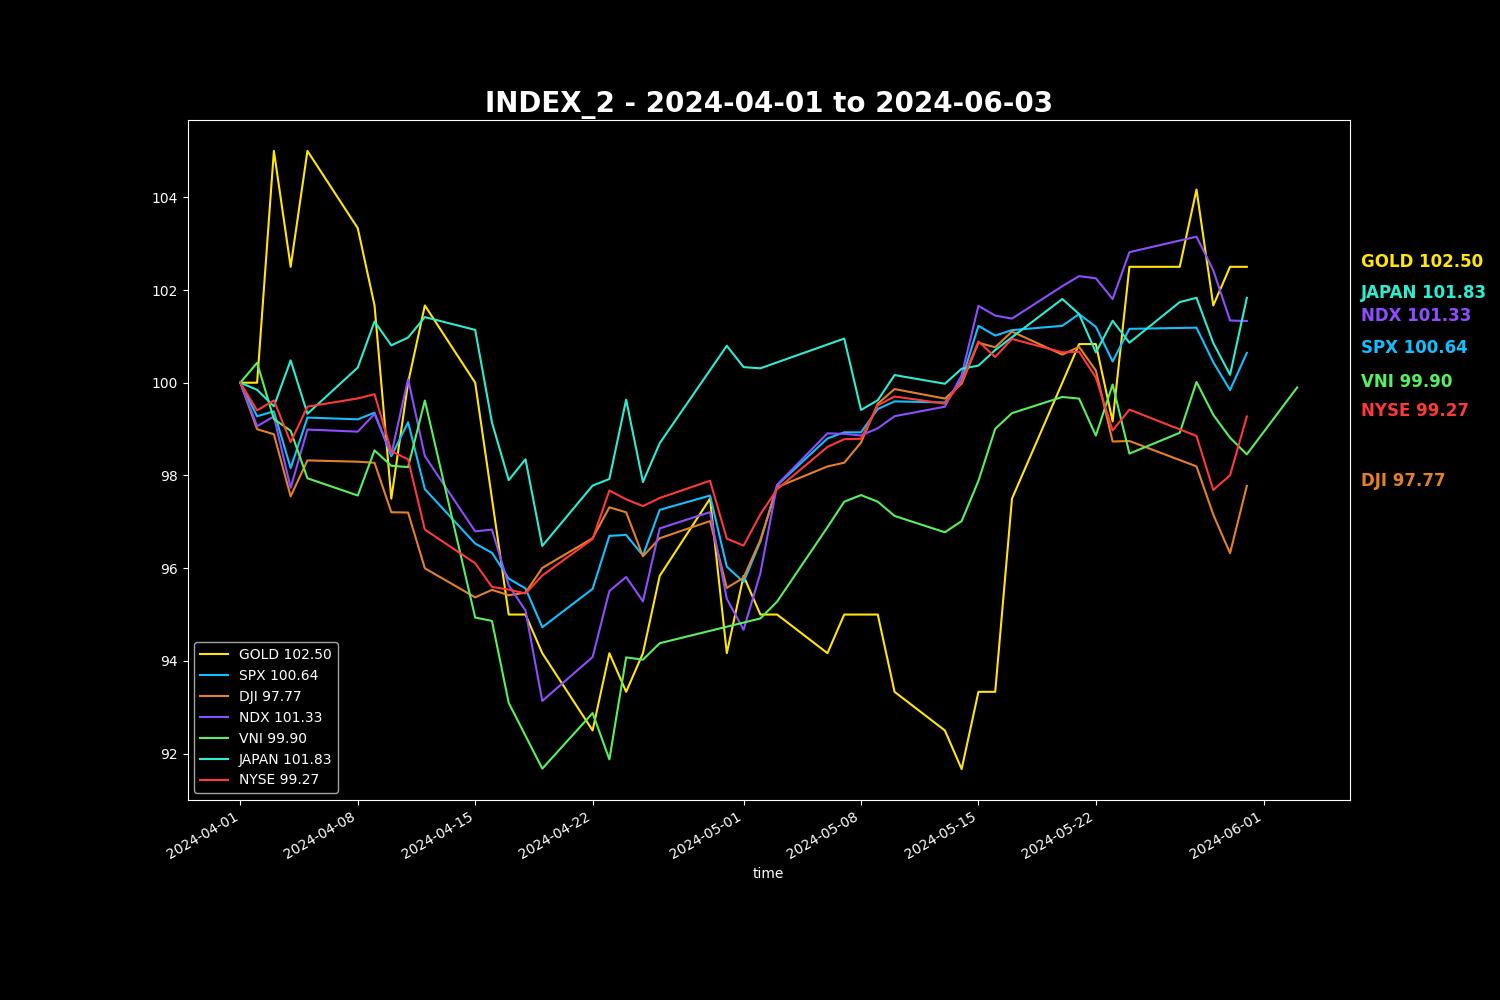 INDEX_2 - 2024-04-01 to 2024-06-03
104
102
100
98
96
94
92
GOLD 102.50
JAPAN 101.83
NDX 101.33
SPX 100.64
VNI 99.90
NYSE 99.27
DJI 97.77
GOLD 102.50
SPX 100.64
DJI 97.77
NDX 101.33
VNI 99.90
JAPAN 101.83
NYSE 99.27
2024-04-01
2024-04-08
2024-04-15
2024-04-22
2024-05-01
2024-05-08
2024-05-15
2024-05-22
2024-06-01
time